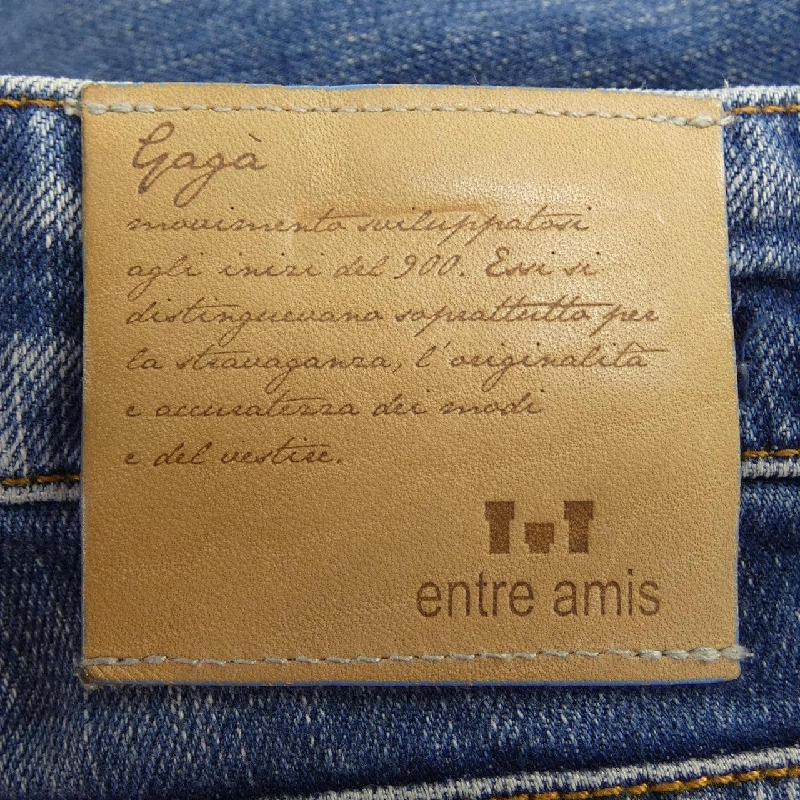 Gagà
movimento sviluppatosi
agli inizi del 900. Essi si
distinguevano soprattutto per
la stravaganza, l'originalità
e accuratezza dei modi
e del vestire.
entre amis